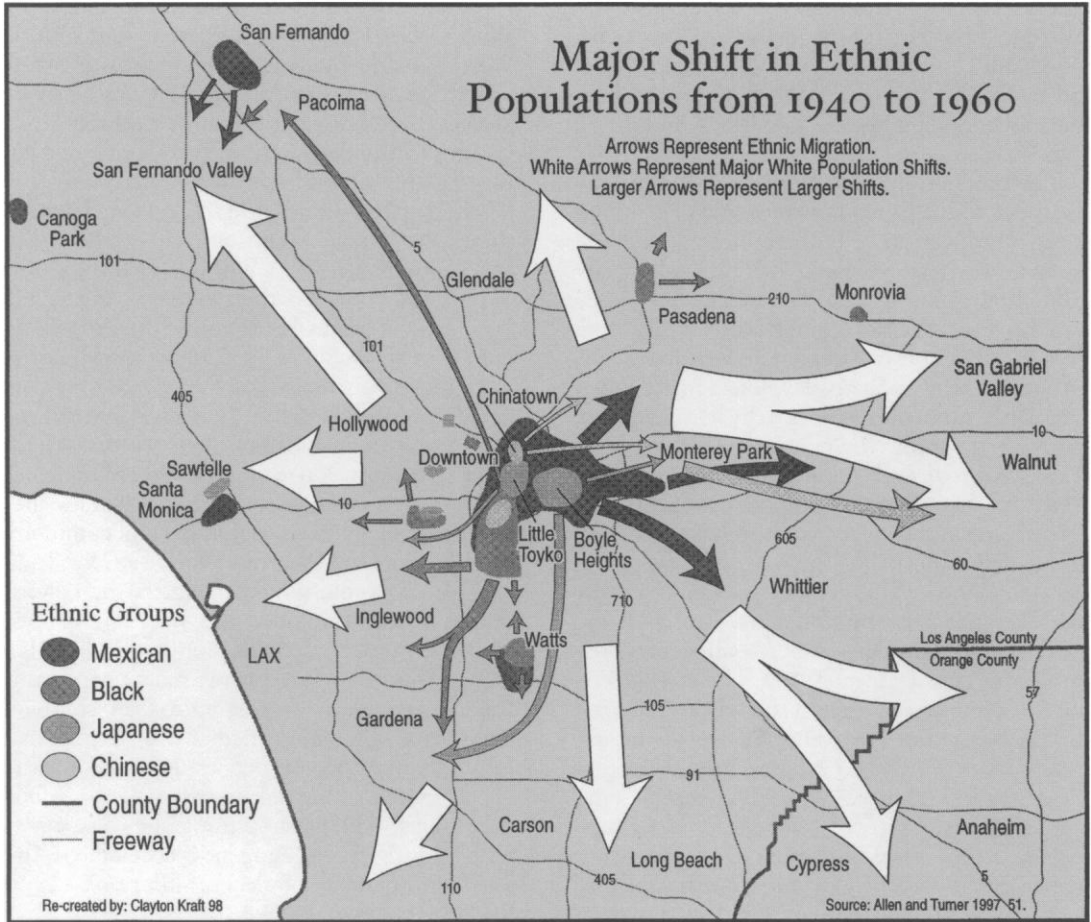 Major Shift in Ethnic
Populations from 1940 to 1960
Arrows Represent Ethnic Migration.
White Arrows Represent Major White Population Shifts.
Larger Arrows Represent Larger Shifts.
San Fernando
Pacoima
San Fernando Valley
Canoga
Park
101
5
Glendale
Pasadena
210
Monrovia
101
405
San Gabriel
Valley
Chinatown
Hollywood
10
Downtown
Monterey Park
Walnut
Sawtelle
Santa
Monica
10
Little
Toyko
Boyle
Heights
605
60
710
Whittier
Inglewood
Ethnic Groups
Watts
Los Angeles County
Orange County
LAX
Mexican
57
Black
105
Gardena
Japanese
Chinese
91
County Boundary
Carson
Anaheim
Freeway
Long Beach
Cypress
5
110
405
Re-created by: Clayton Kraft 98
Source: Allen and Turner 1997 51.